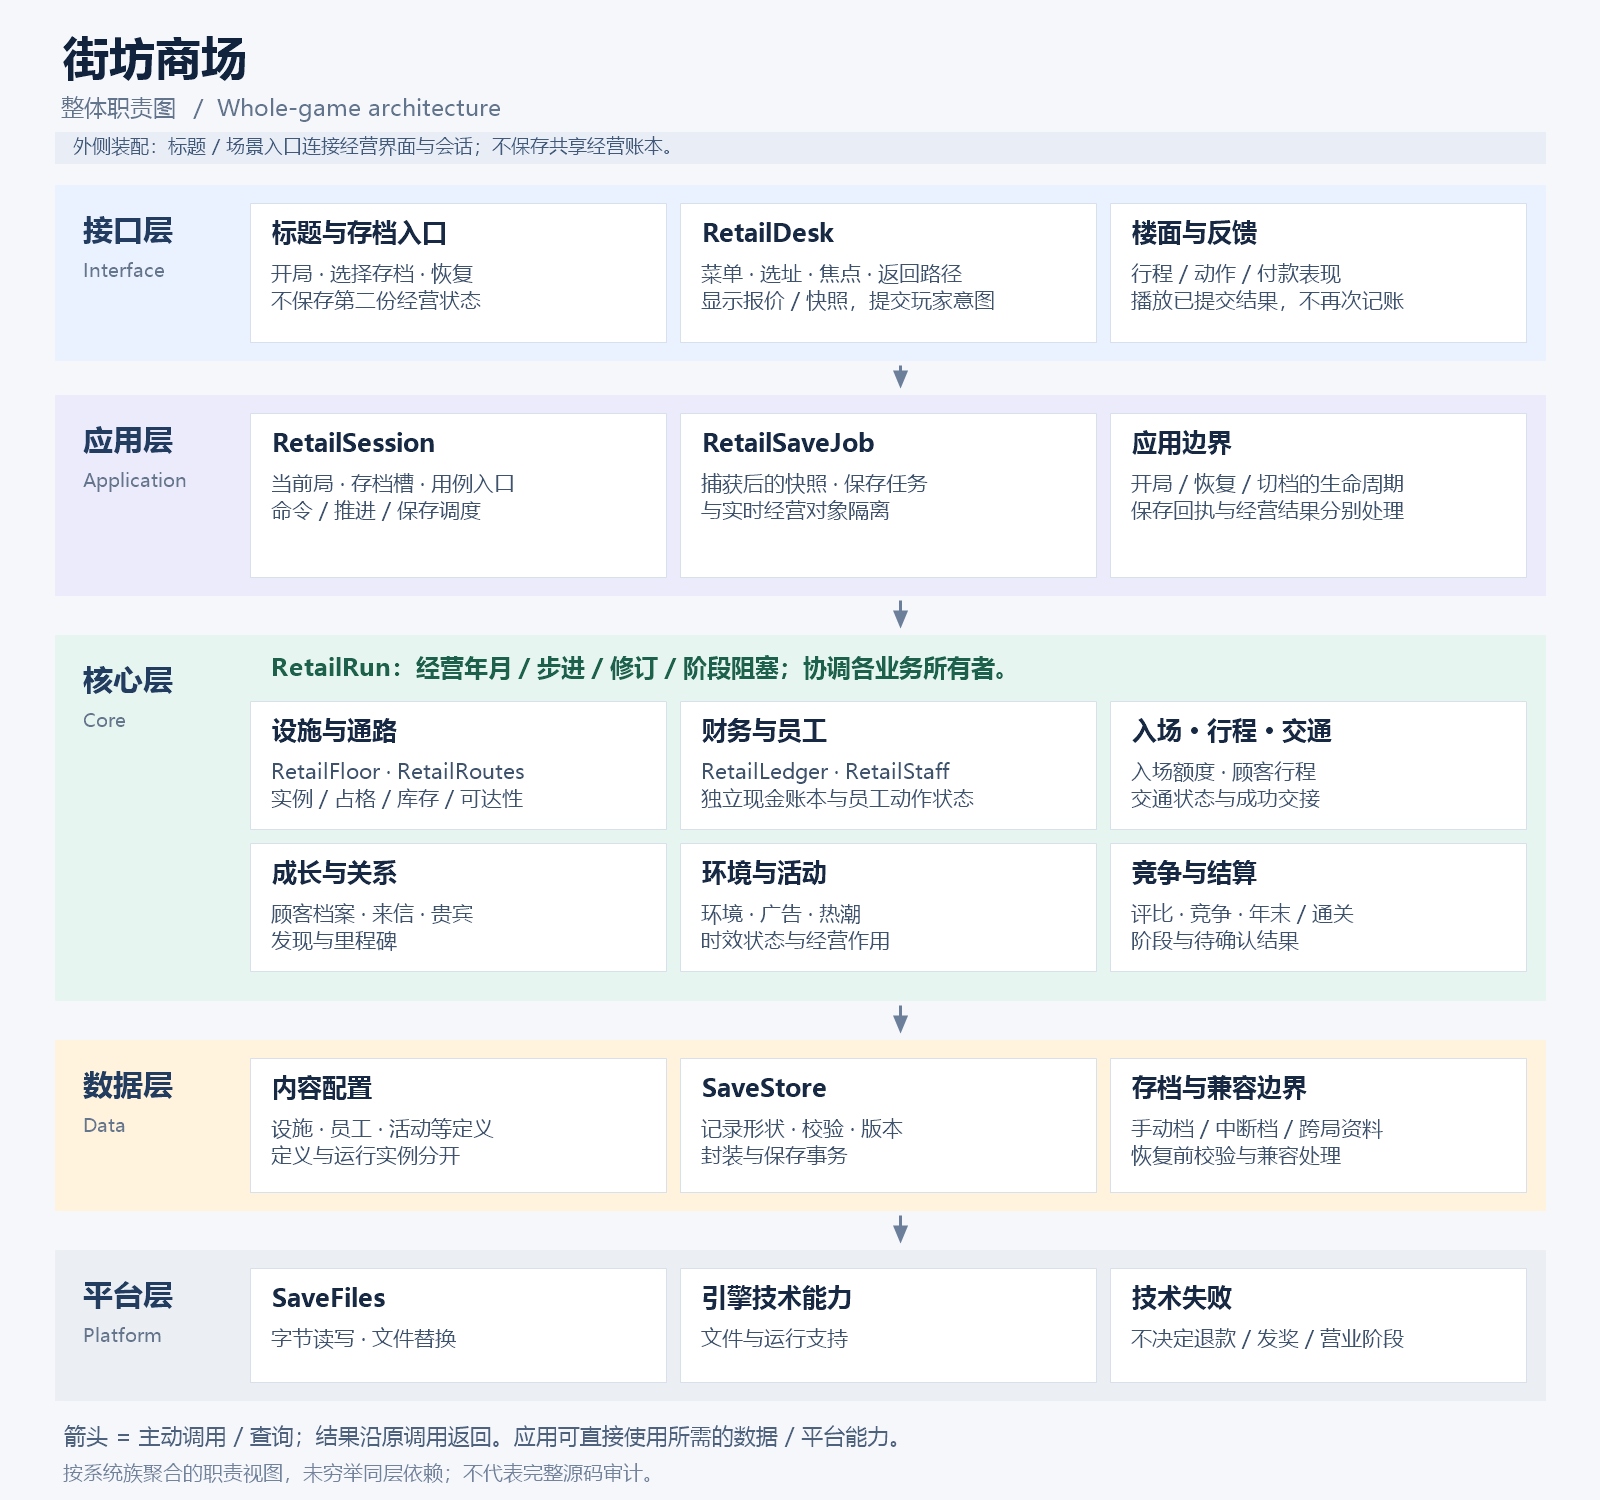 街坊商场
整体职责图 / Whole-game architecture
外侧装配：标题 / 场景入口连接经营界面与会话；不保存共享经营账本。
接口层
Interface
标题与存档入口
开局 · 选择存档 · 恢复
不保存第二份经营状态
RetailDesk
菜单 · 选址 · 焦点 · 返回路径
显示报价 / 快照，提交玩家意图
楼面与反馈
行程 / 动作 / 付款表现
播放已提交结果，不再次记账
应用层
Application
RetailSession
当前局 · 存档槽 · 用例入口
命令 / 推进 / 保存调度
RetailSaveJob
捕获后的快照 · 保存任务
与实时经营对象隔离
应用边界
开局 / 恢复 / 切档的生命周期
保存回执与经营结果分别处理
核心层
Core
RetailRun：经营年月 / 步进 / 修订 / 阶段阻塞；协调各业务所有者。
设施与通路
RetailFloor · RetailRoutes
实例 / 占格 / 库存 / 可达性
财务与员工
RetailLedger · RetailStaff
独立现金账本与员工动作状态
入场 • 行程 • 交通
入场额度 · 顾客行程
交通状态与成功交接
成长与关系
顾客档案 · 来信 · 贵宾
发现与里程碑
环境与活动
环境 · 广告 · 热潮
时效状态与经营作用
竞争与结算
评比 · 竞争 · 年末 / 通关
阶段与待确认结果
数据层
Data
内容配置
设施 · 员工 · 活动等定义
定义与运行实例分开
SaveStore
记录形状 · 校验 · 版本
封装与保存事务
存档与兼容边界
手动档 / 中断档 / 跨局资料
恢复前校验与兼容处理
平台层
Platform
SaveFiles
字节读写 · 文件替换
引擎技术能力
文件与运行支持
技术失败
不决定退款 / 发奖 / 营业阶段
箭头 = 主动调用 / 查询；结果沿原调用返回。应用可直接使用所需的数据 / 平台能力。
按系统族聚合的职责视图，未穷举同层依赖；不代表完整源码审计。